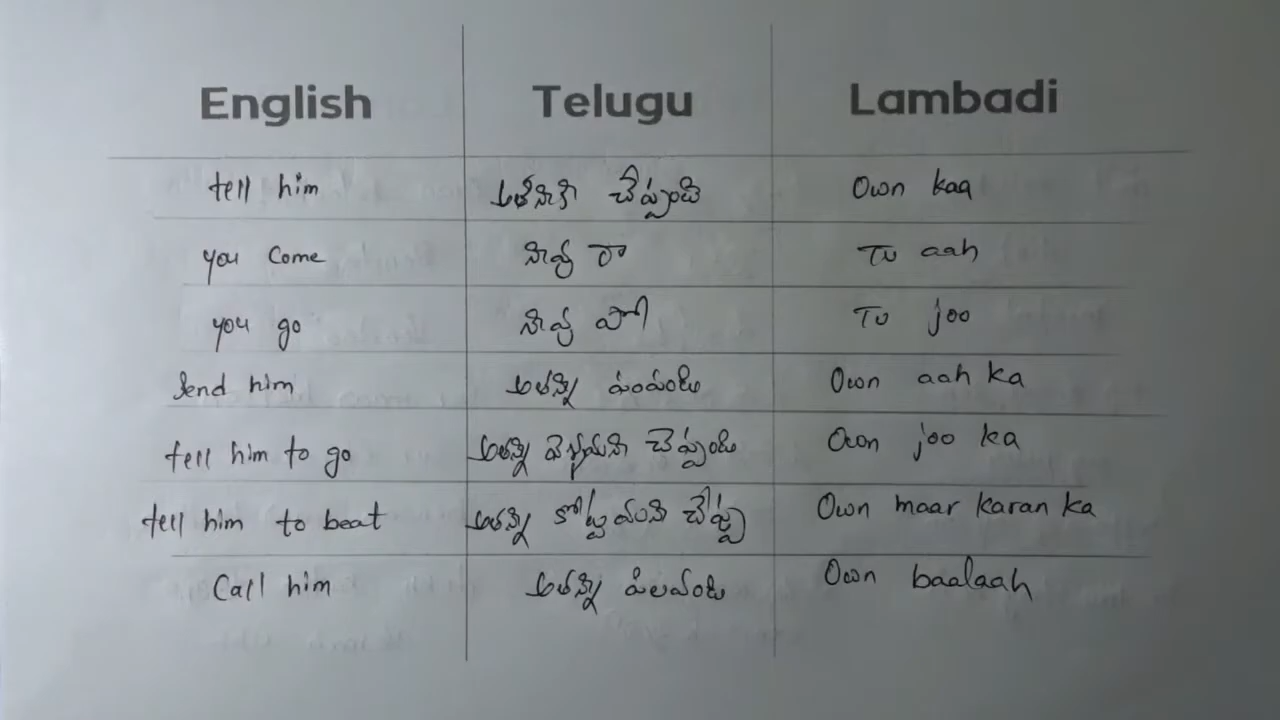 English Telugu Lambadi
tell him అతనికి చేప్పండి Own kaa
you Come నువ్వు రా Tu aah
you go నువ్వు పో Tu joo
Send him అతన్ని పంపండి Own aah ka
tell him to go అతన్ని వెళ్ళమని చెప్పండి Own joo ka
tell him to beat అతన్ని కోట్టమని చేప్పు Own maar karan ka
Call him అతన్ని పిలవండి Own baalaah